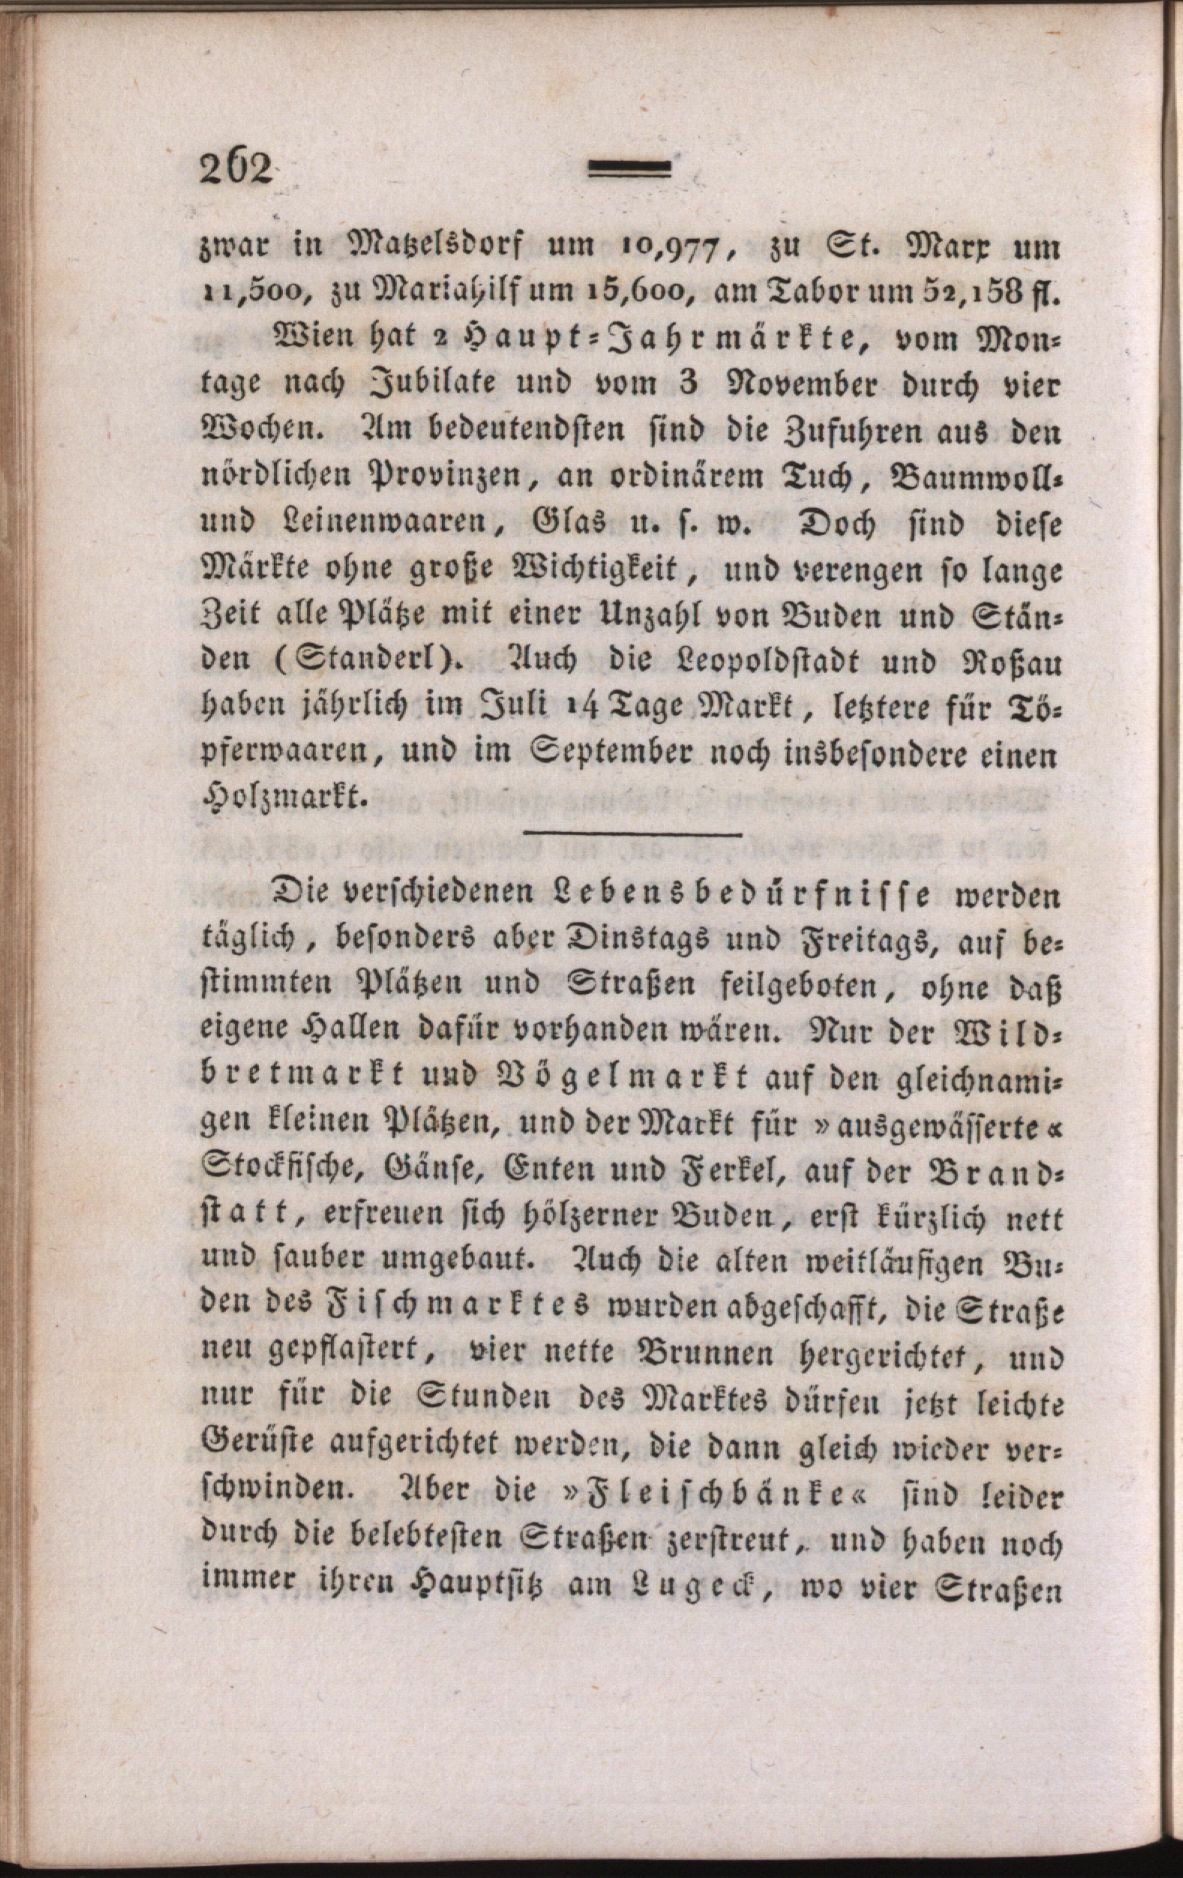 262
zwar in Matzelsdorf um 10,977, zu St. Marx um
11,500, zu Mariahilf um 15,600, am Tabor um 52,158 fl.
Wien hat 2 Haupt-Jahrmärkte, vom Mon-
tage nach Jubilate und vom 3 November durch vier
Wochen. Am bedeutendsten sind die Zufuhren aus den
nördlichen Provinzen, an ordinärem Tuch, Baumwoll-
und Leinenwaaren, Glas u. s. w. Doch sind diese
Märkte ohne große Wichtigkeit, und verengen so lange
Zeit alle Plätze mit einer Unzahl von Buden und Stän-
den (Standerl). Auch die Leopoldstadt und Roßau
haben jährlich im Juli 14 Tage Markt, letztere für Tö-
pferwaaren, und im September noch insbesondere einen
Holzmarkt.
Die verschiedenen Lebensbedürfnisse werden
täglich, besonders aber Dinstags und Freitags, auf be-
stimmten Plätzen und Straßen feilgeboten, ohne daß
eigene Hallen dafür vorhanden wären. Nur der Wild-
bretmarkt und Vögelmarkt auf den gleichnami-
gen kleinen Plätzen, und der Markt für »ausgewässerte«
Stockfische, Gänse, Enten und Ferkel, auf der Brand-
statt, erfreuen sich hölzerner Buden, erst kürzlich nett
und sauber umgebaut. Auch die alten weitläufigen Bu-
den des Fischmarktes wurden abgeschafft, die Straße
neu gepflastert, vier nette Brunnen hergerichtet, und
nur für die Stunden des Marktes dürfen jetzt leichte
Gerüste aufgerichtet werden, die dann gleich wieder ver-
schwinden. Aber die »Fleischbänke« sind leider
durch die belebtesten Straßen zerstreut, und haben noch
immer ihren Hauptsitz am Lugeck, wo vier Straßen